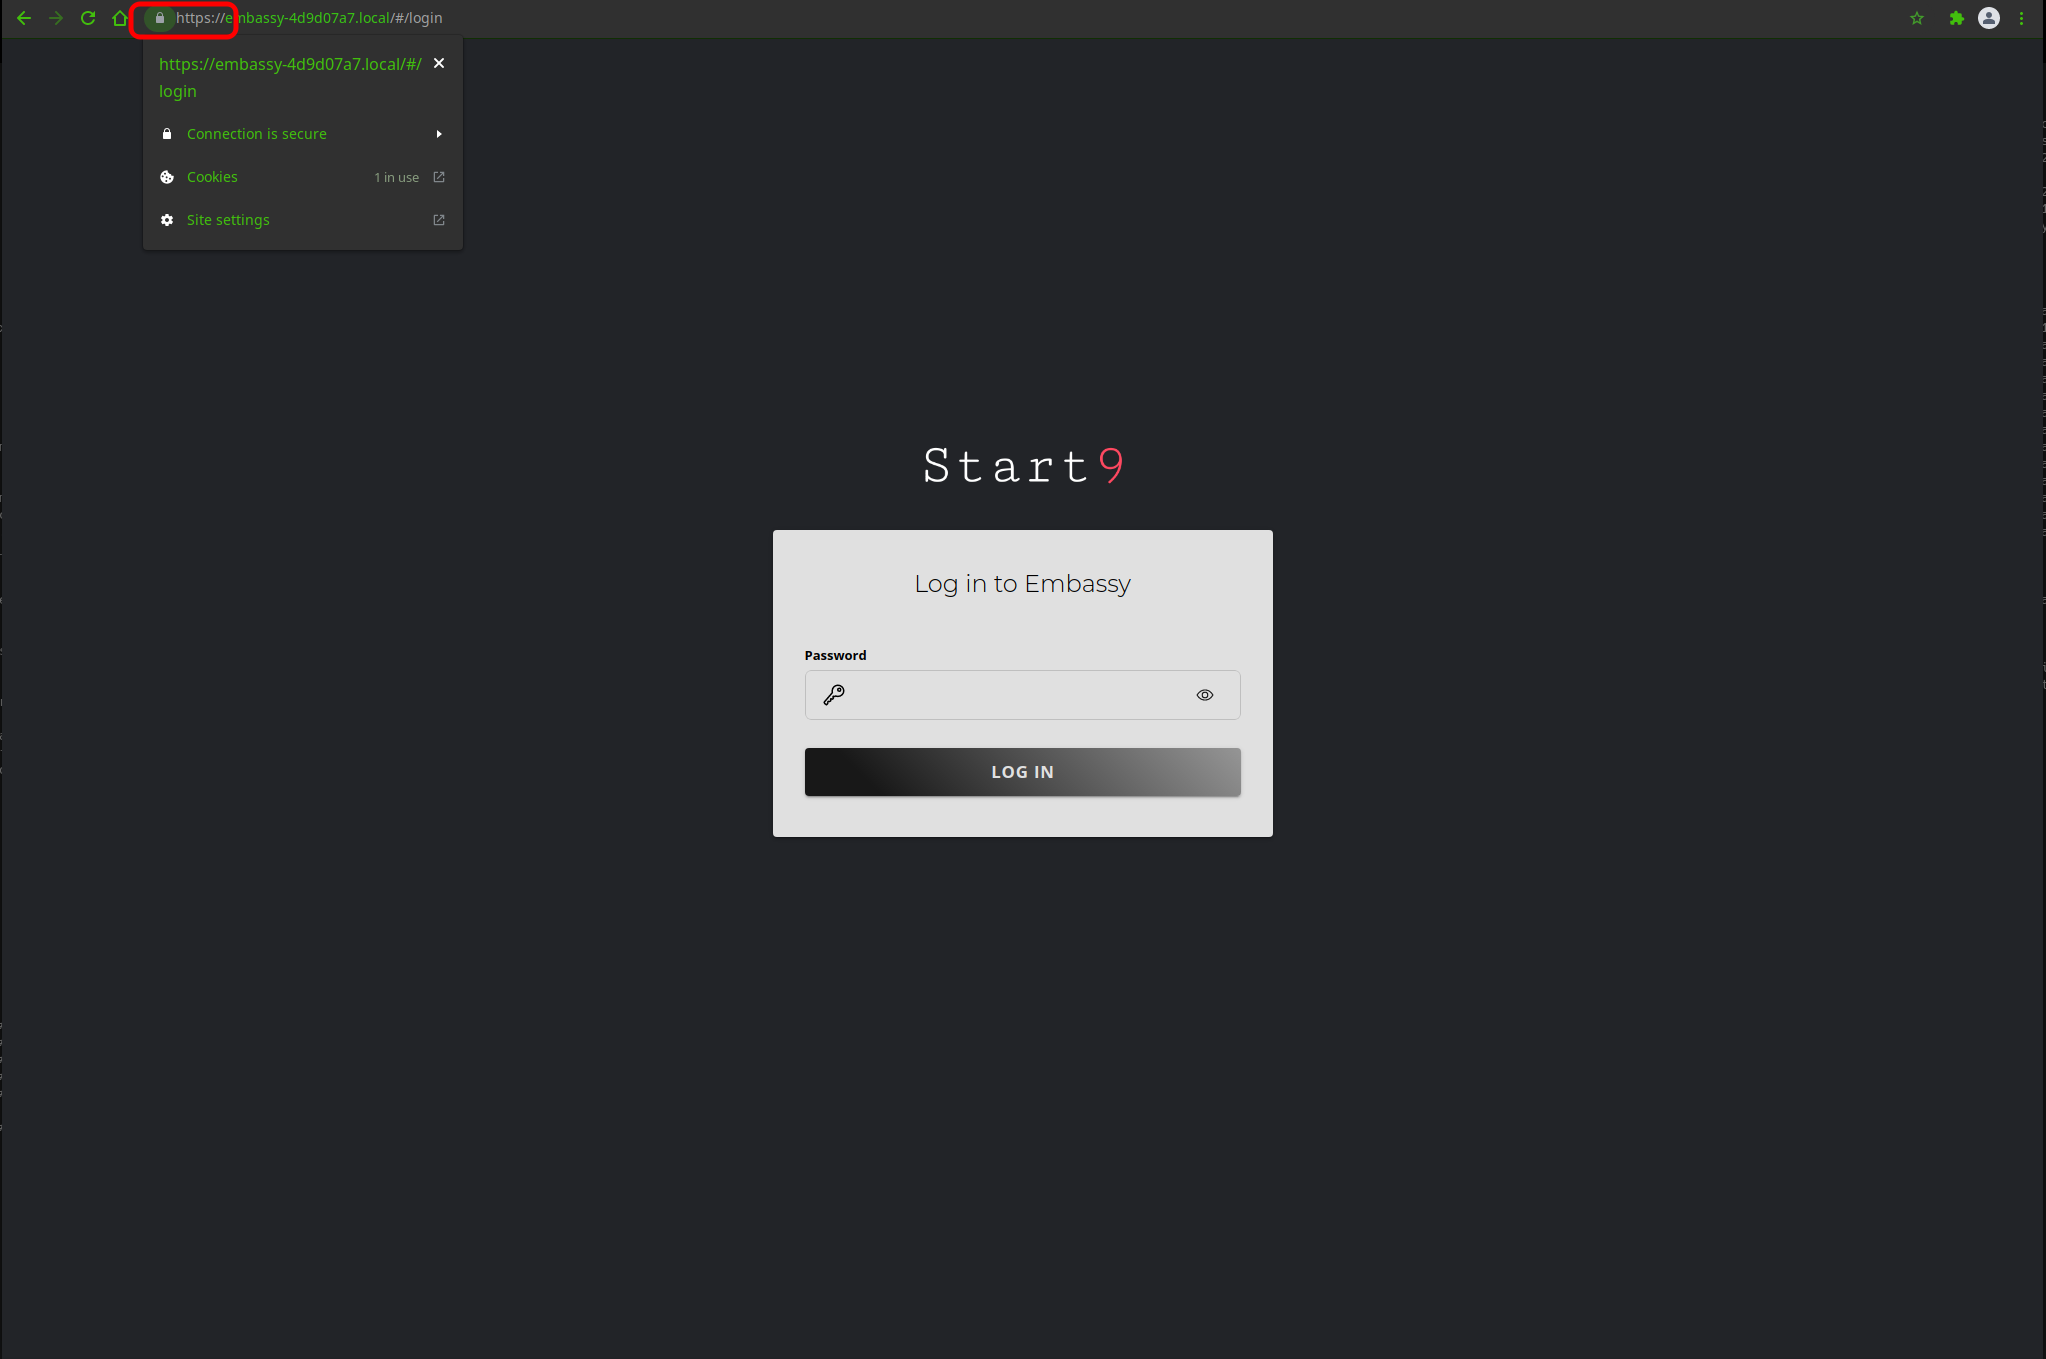 https://embassy-4d9d07a7.local/#/login
https://embassy-4d9d07a7.local/#/
login
Connection is secure
Cookies 1 in use
Site settings
Start9
Log in to Embassy
Password
LOG IN